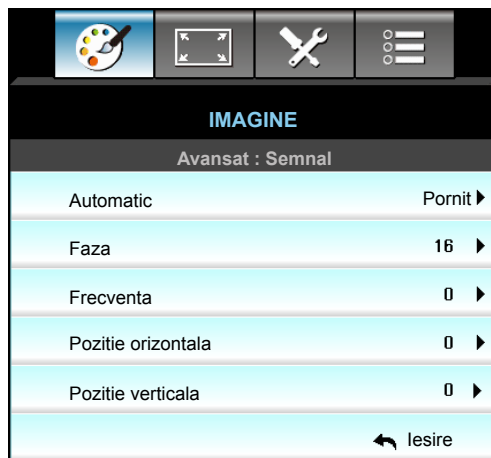 IMAGINE
Avansat : Semnal
Automatic Pornit
Faza 16
Frecventa 0
Pozitie orizontala 0
Pozitie verticala 0
Iesire